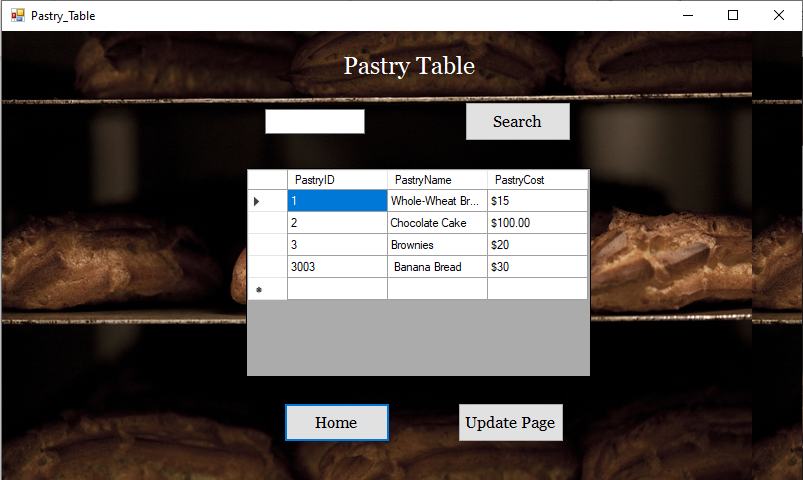 Pastry_Table
Pastry Table
Search
PastryID PastryName PastryCost
1 Whole-Wheat Br... $15
2 Chocolate Cake $100.00
3 Brownies $20
3003 Banana Bread $30
Home Update Page